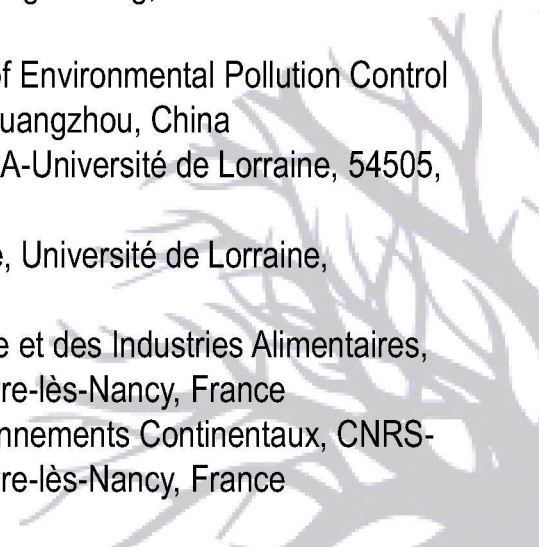 of Environmental Pollution Control
uangzhou, China
A-Université de Lorraine, 54505,
e, Université de Lorraine,
e et des Industries Alimentaires,
re-lès-Nancy, France
nnements Continentaux, CNRS-
re-lès-Nancy, France